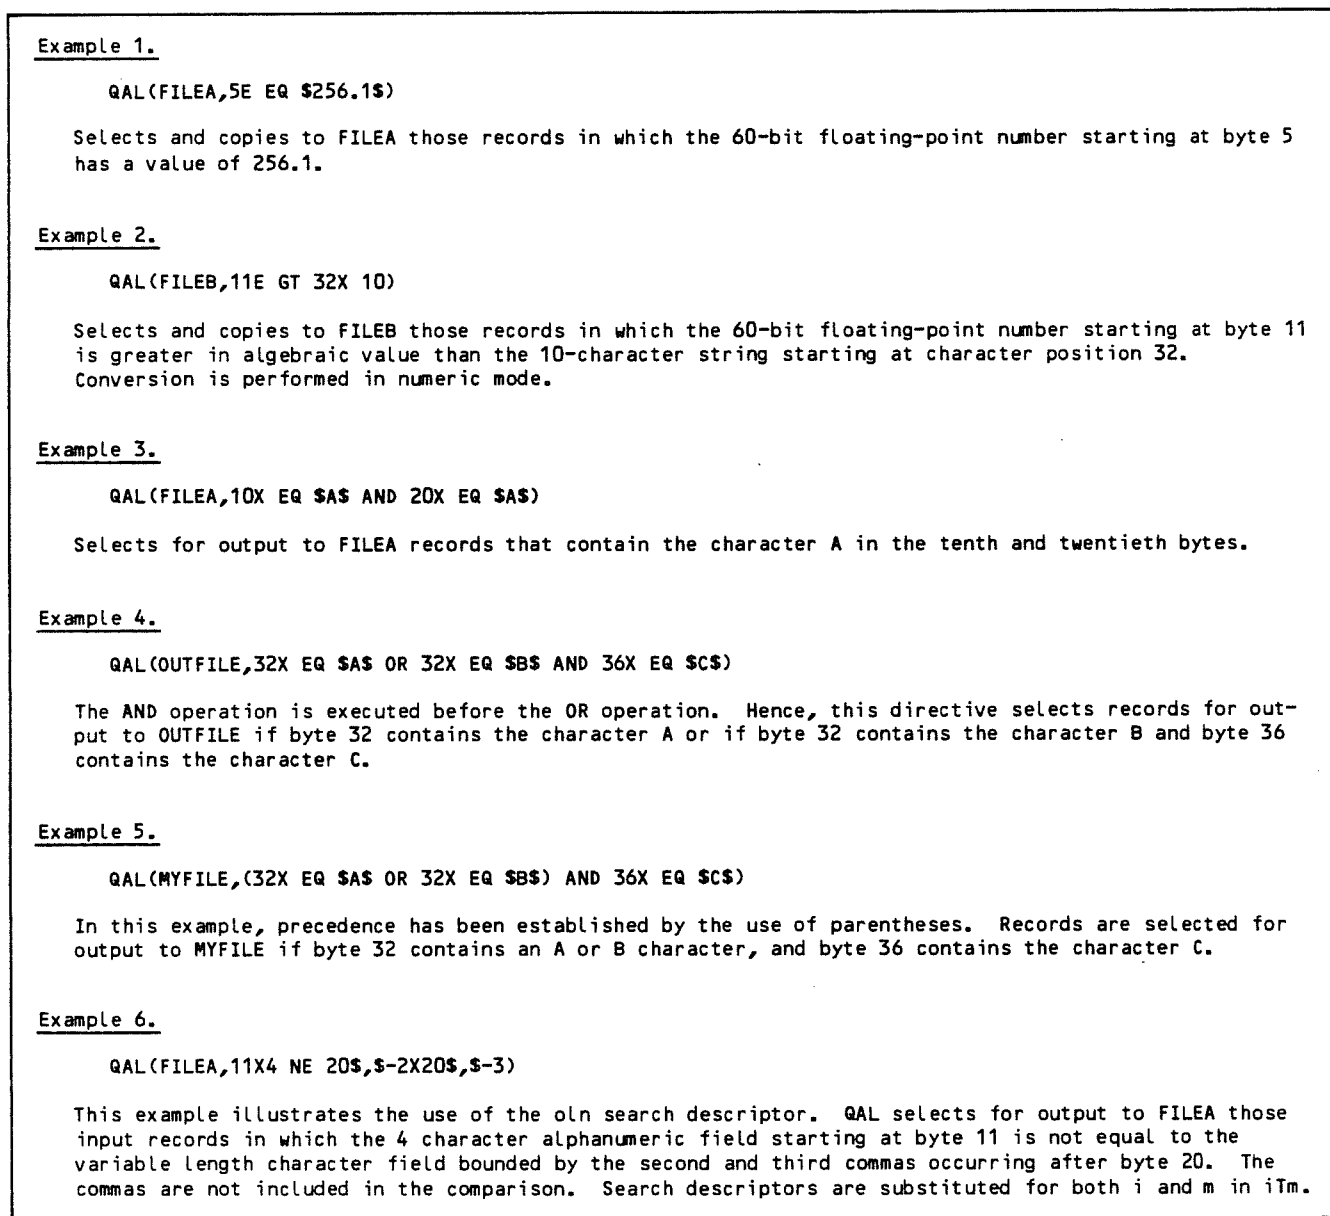 Example 1.
QAL(FILEA,5E EQ $256.1$)
Selects and copies to FILEA those records in which the 60-bit floating-point number starting at byte 5
has a value of 256.1.
Example 2.
QAL(FILEB,11E GT 32X 10)
Selects and copies to FILEB those records in which the 60-bit floating-point number starting at byte 11
is greater in algebraic value than the 10-character string starting at character position 32.
Conversion is performed in numeric mode.
Example 3.
QAL(FILEA,10X EQ $A$ AND 20X EQ $A$)
Selects for output to FILEA records that contain the character A in the tenth and twentieth bytes.
Example 4.
QAL(OUTFILE,32X EQ $A$ OR 32X EQ $B$ AND 36X EQ $C$)
The AND operation is executed before the OR operation. Hence, this directive selects records for out-
put to OUTFILE if byte 32 contains the character A or if byte 32 contains the character B and byte 36
contains the character C.
Example 5.
QAL(MYFILE,(32X EQ $A$ OR 32X EQ $B$) AND 36X EQ $C$)
In this example, precedence has been established by the use of parentheses. Records are selected for
output to MYFILE if byte 32 contains an A or B character, and byte 36 contains the character C.
Example 6.
QAL(FILEA,11X4 NE 20$,$-2X20$,$-3)
This example illustrates the use of the oln search descriptor. QAL selects for output to FILEA those
input records in which the 4 character alphanumeric field starting at byte 11 is not equal to the
variable length character field bounded by the second and third commas occurring after byte 20. The
commas are not included in the comparison. Search descriptors are substituted for both i and m in iTm.